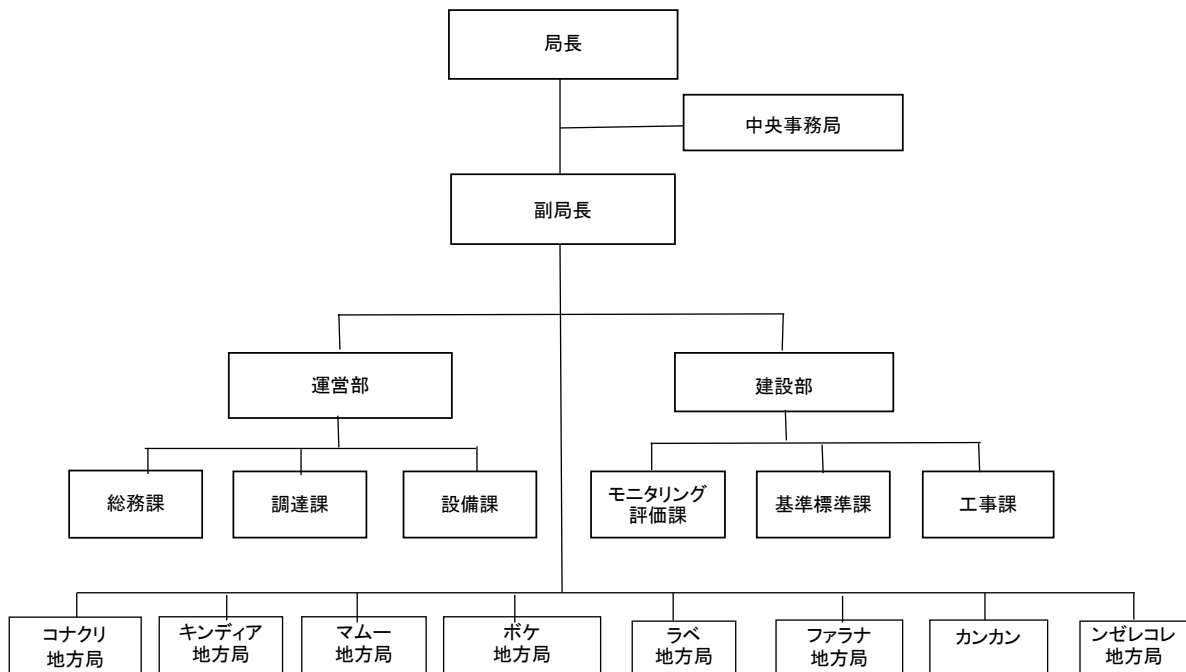 局長
中央事務局
副局長
運営部
建設部
総務課
調達課
設備課
モニタリング
評価課
基準標準課
工事課
コナクリ
地方局
キンディア
地方局
マムー
地方局
ボケ
地方局
ラベ
地方局
ファラナ
地方局
カンカン
ンゼレコレ
地方局